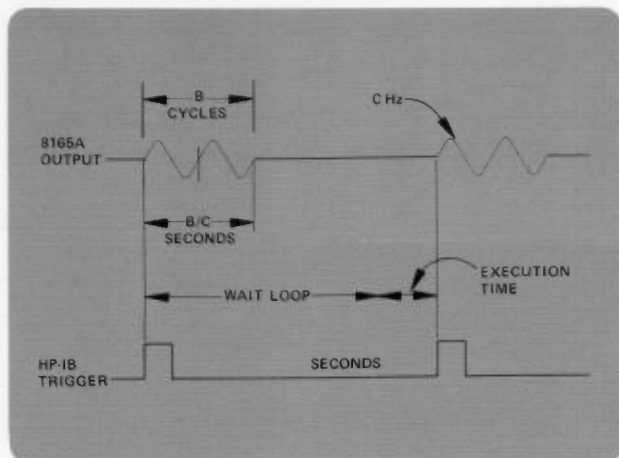 B
CYCLES
C Hz
8165A
OUTPUT
B/C
SECONDS
EXECUTION
TIME
WAIT LOOP
HP-IB
TRIGGER
SECONDS